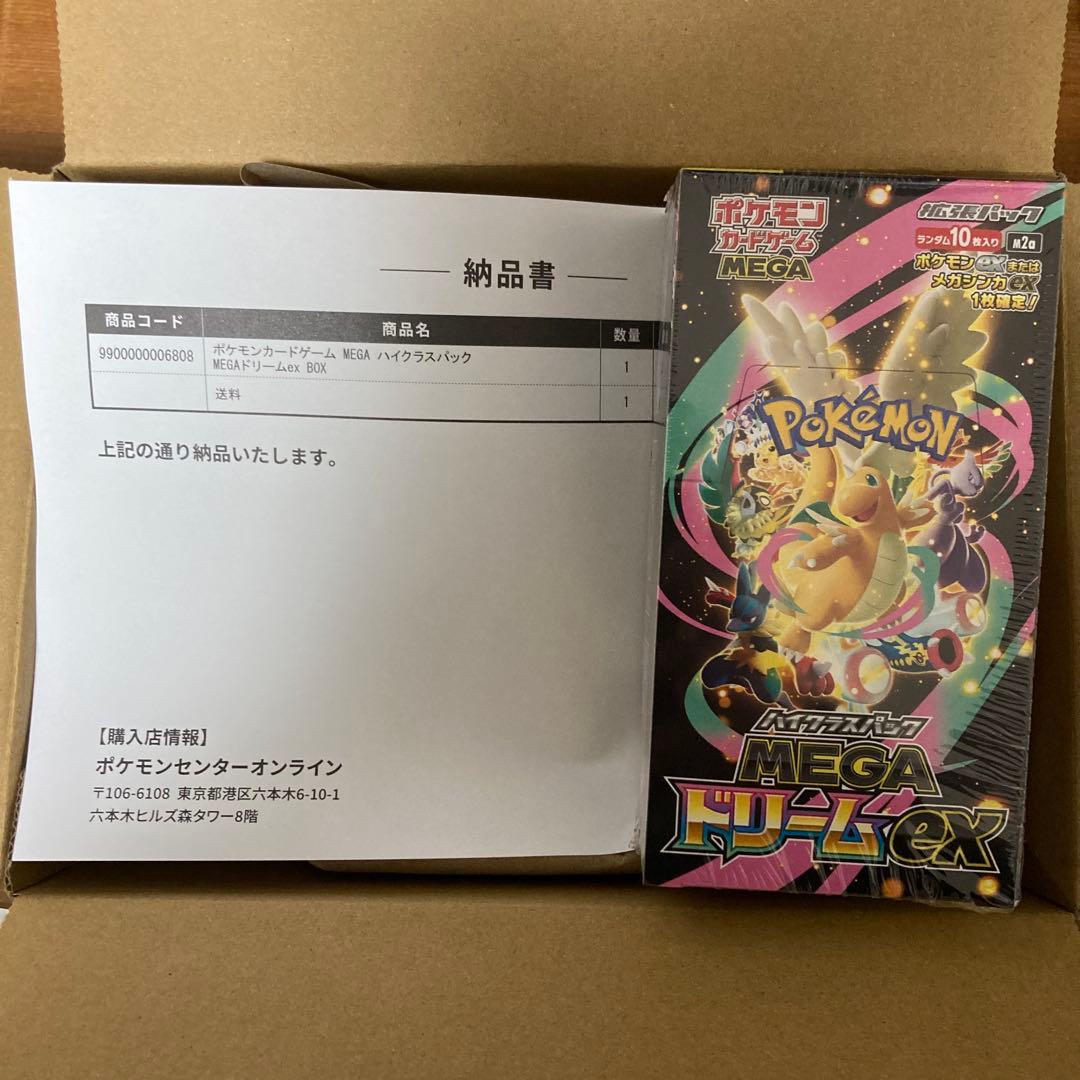 納品書
商品コード 商品名 数量
9900000006808 ポケモンカードゲーム MEGA ハイクラスパック
MEGAドリームex BOX 1
送料 1
上記の通り納品いたします。
【購入店情報】
ポケモンセンターオンライン
〒106-6108 東京都港区六本木6-10-1
六本木ヒルズ森タワー8階
ポケモン
カードゲーム
MEGA
拡張パック
ランダム10枚入り M2a
ポケモンexまたは
メガシンカex
1枚確定!
POKéMON
ハイクラスパック
MEGA
ドリームex